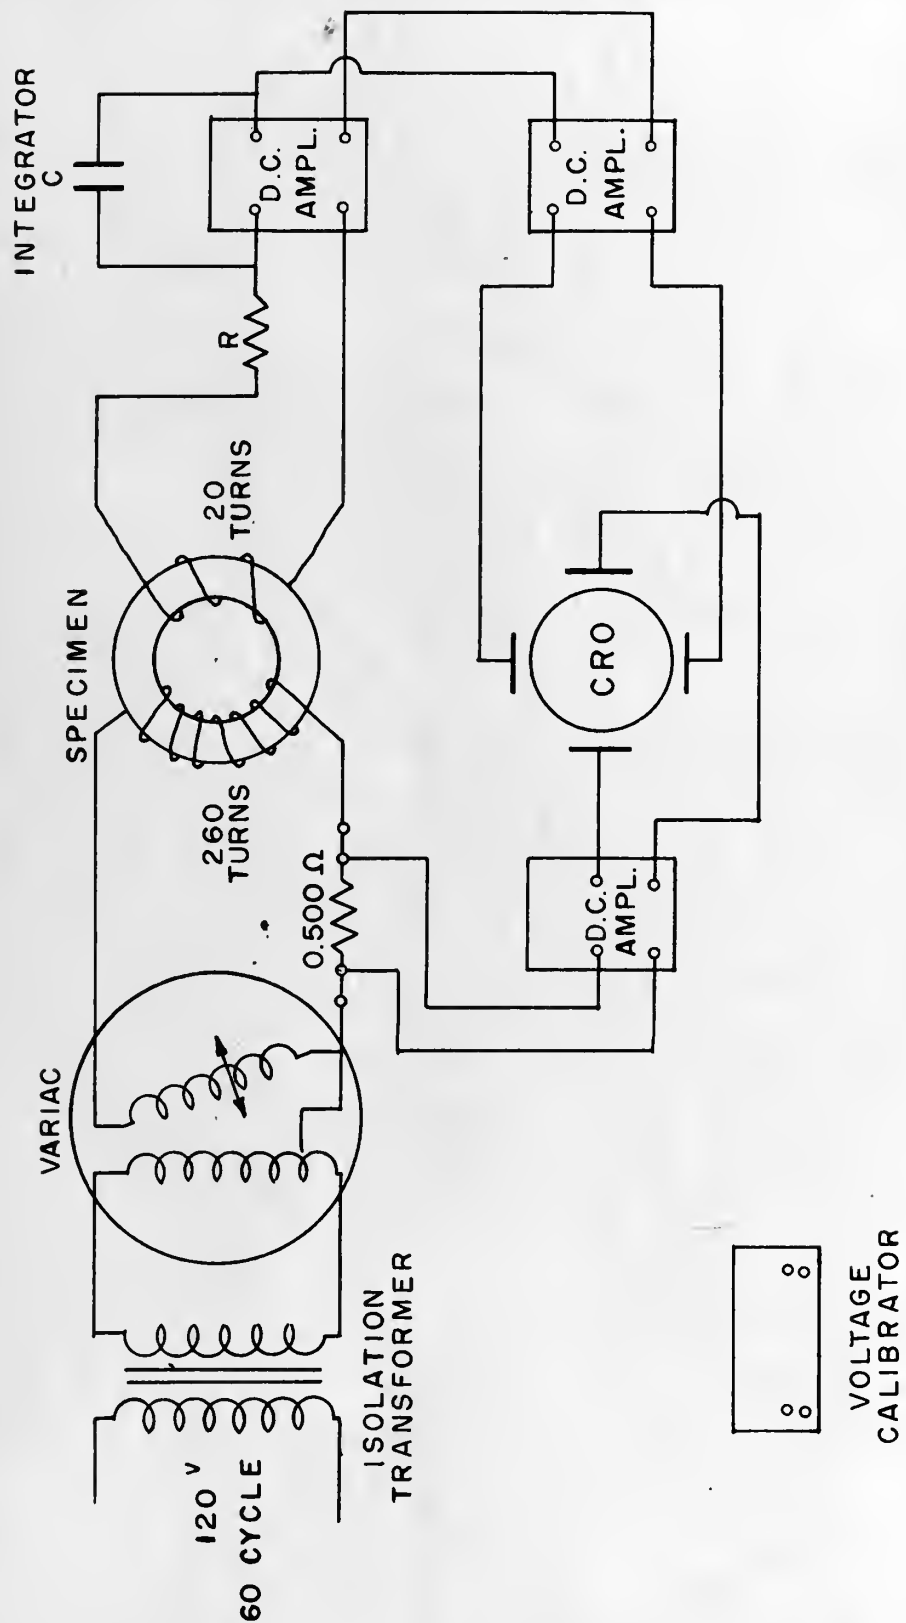 INTEGRATOR
C
D.C.
AMPL.
R
20
TURNS
SPECIMEN
260
TURNS
0.500 Ω
VARIAC
ISOLATION
TRANSFORMER
120 V
60 CYCLE
D.C.
AMPL.
CRO
D.C.
AMPL.
VOLTAGE
CALIBRATOR